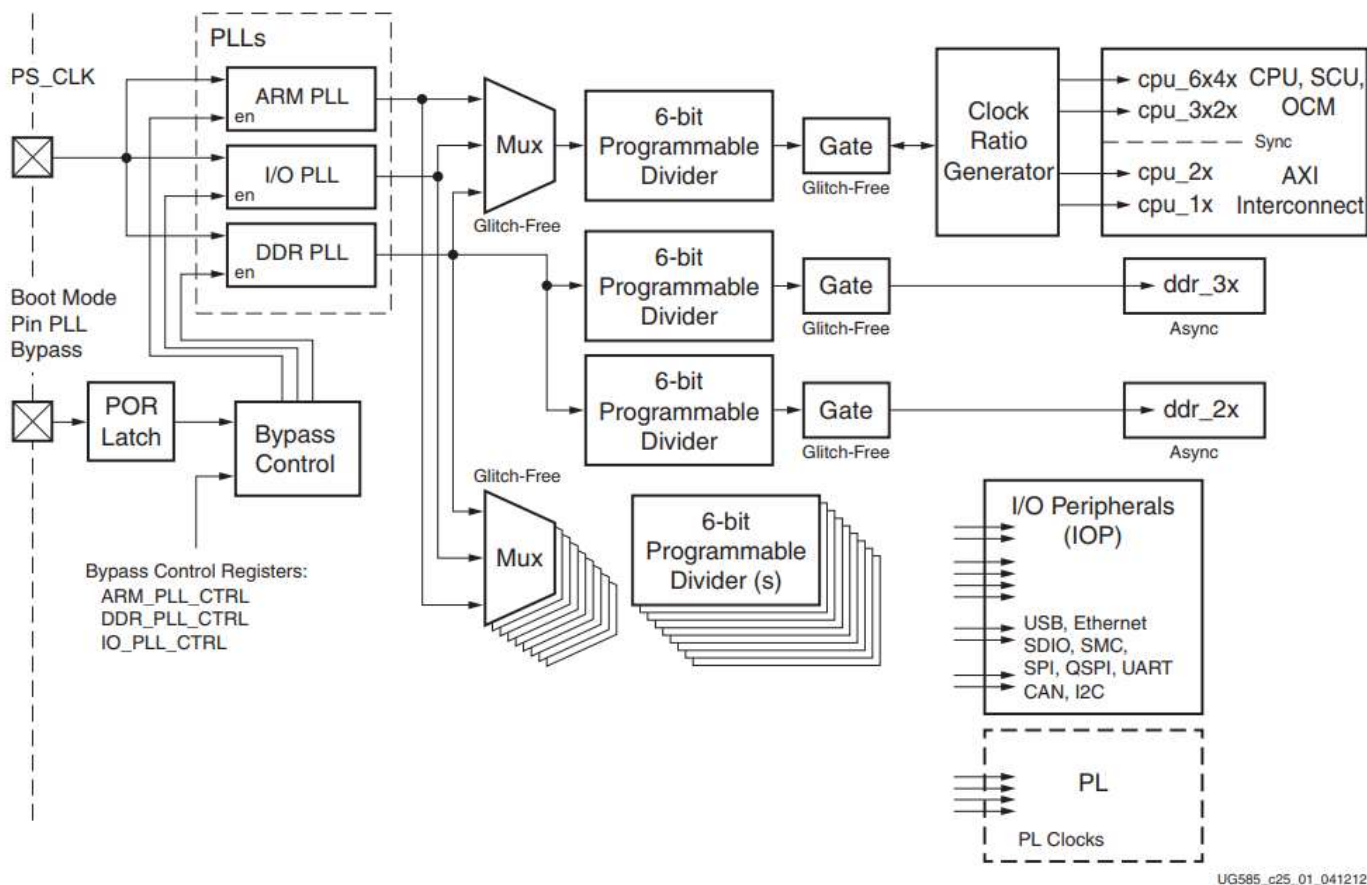 PS_CLK
Boot Mode
Pin PLL
Bypass
POR
Latch
Bypass
Control
Bypass Control Registers:
ARM_PLL_CTRL
DDR_PLL_CTRL
IO_PLL_CTRL
PLLs
ARM PLL
en
I/O PLL
en
DDR PLL
en
Mux
Glitch-Free
6-bit
Programmable
Divider
Gate
Glitch-Free
Clock
Ratio
Generator
cpu_6x4x
cpu_3x2x
CPU, SCU,
OCM
Sync
cpu_2x
cpu_1x
AXI
Interconnect
6-bit
Programmable
Divider
Gate
Glitch-Free
ddr_3x
Async
6-bit
Programmable
Divider
Gate
Glitch-Free
ddr_2x
Async
Glitch-Free
Mux
6-bit
Programmable
Divider (s)
I/O Peripherals
(IOP)
USB, Ethernet
SDIO, SMC,
SPI, QSPI, UART
CAN, I2C
PL
PL Clocks
UG585_c25_01_041212